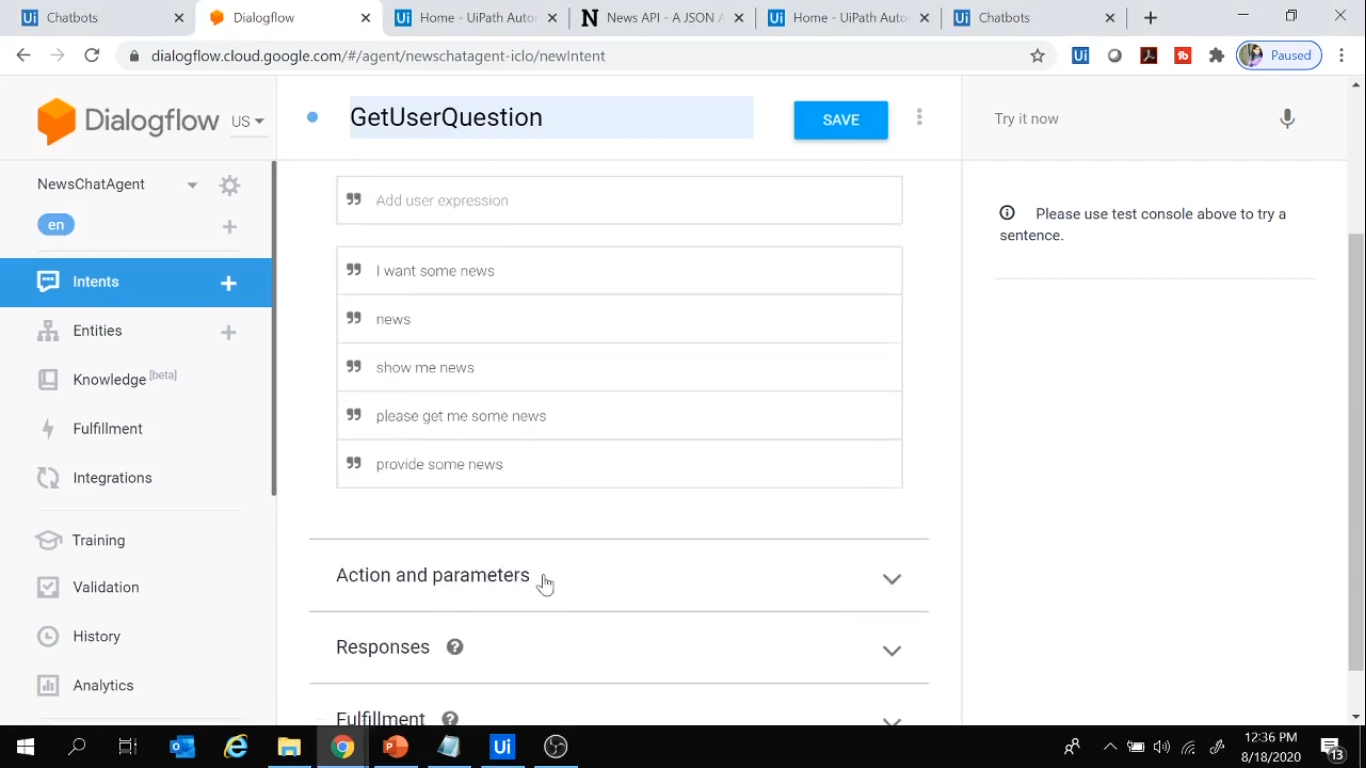 Chatbots
Dialogflow
Home - UiPath Auto
News API - A JSON A
Home - UiPath Auto
Chatbots
dialogflow.cloud.google.com/#/agent/newschatagent-iclo/newIntent
Paused
Dialogflow
US
GetUserQuestion
SAVE
Try it now
NewsChatAgent
en
Intents
Entities
Knowledge [beta]
Fulfillment
Integrations
Training
Validation
History
Analytics
Add user expression
I want some news
news
show me news
please get me some news
provide some news
Action and parameters
Responses
Fulfillment
Please use test console above to try a
sentence.
12:36 PM
8/18/2020
13